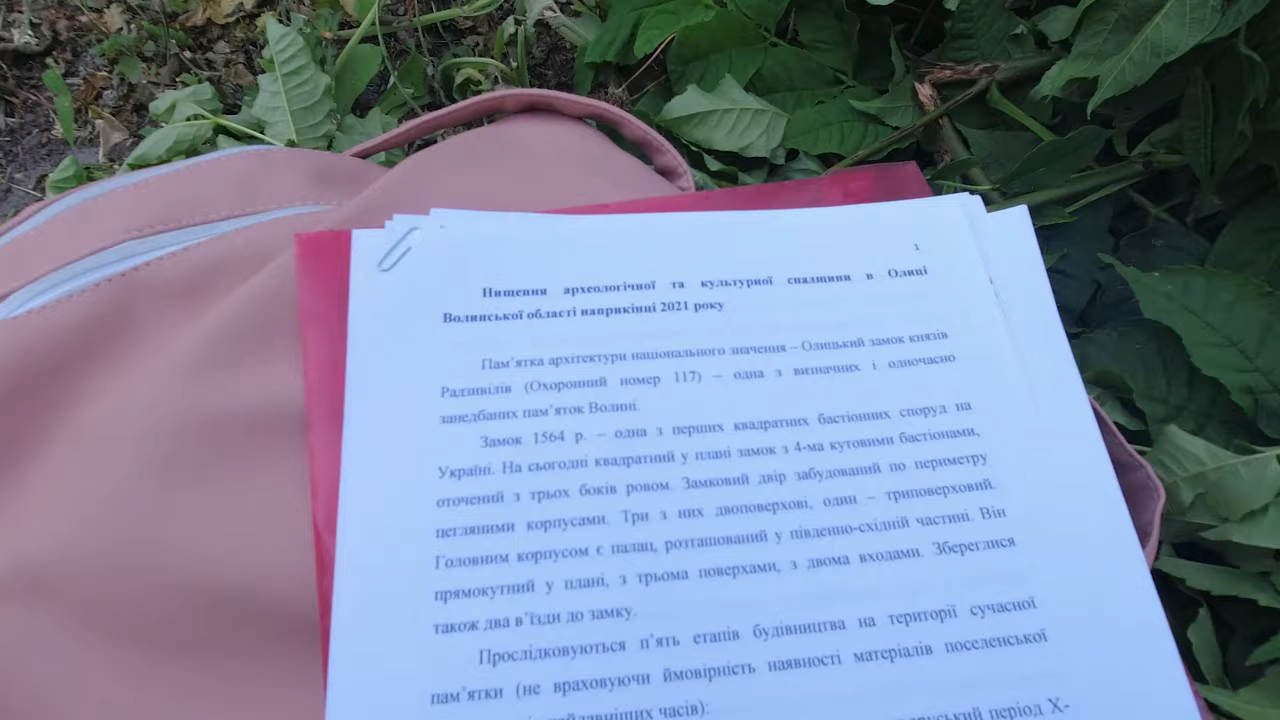 1
Нищення археологічної та культурної спадщини в Олиці
Волинської області наприкінці 2021 року
Пам’ятка архітектури національного значення – Олицький замок князів
Радзивілів (Охоронний номер 117) – одна з визначних і одночасно
занедбаних пам’яток Волині.
Замок 1564 р. – одна з перших квадратних бастіонних споруд на
Україні. На сьогодні квадратний у плані замок з 4-ма кутовими бастіонами,
оточений з трьох боків ровом. Замковий двір забудований по периметру
цегляними корпусами. Три з них двоповерхові, один – триповерховий.
Головним корпусом є палац, розташований у південно-східній частині. Він
прямокутний у плані, з трьома поверхами, з двома входами. Збереглися
також два в’їзди до замку.
Прослідковуються п’ять етапів будівництва на території сучасної
пам’ятки (не враховуючи ймовірність наявності матеріалів поселенської
найдавніших часів):
період Х-